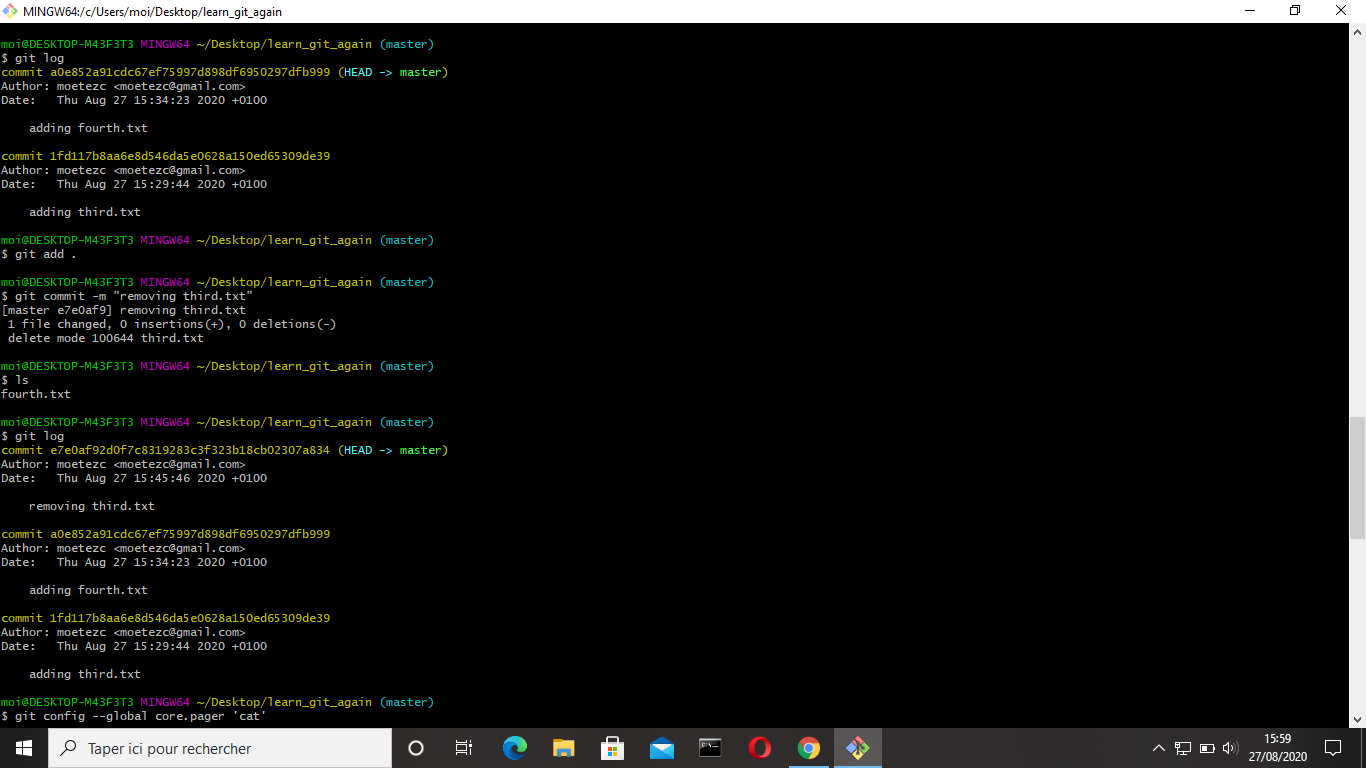 MINGW64:/c/Users/moi/Desktop/learn_git_again
moi@DESKTOP-M43F3T3 MINGW64 ~/Desktop/learn_git_again (master)
$ git log
commit a0e852a91cdc67ef75997d898df6950297dfb999 (HEAD -> master)
Author: moetezc <moetezc@gmail.com>
Date:   Thu Aug 27 15:34:23 2020 +0100
    adding fourth.txt
commit 1fd117b8aa6e8d546da5e0628a150ed65309de39
Author: moetezc <moetezc@gmail.com>
Date:   Thu Aug 27 15:29:44 2020 +0100
    adding third.txt
moi@DESKTOP-M43F3T3 MINGW64 ~/Desktop/learn_git_again (master)
$ git add .
moi@DESKTOP-M43F3T3 MINGW64 ~/Desktop/learn_git_again (master)
$ git commit -m "removing third.txt"
[master e7e0af9] removing third.txt
 1 file changed, 0 insertions(+), 0 deletions(-)
 delete mode 100644 third.txt
moi@DESKTOP-M43F3T3 MINGW64 ~/Desktop/learn_git_again (master)
$ ls
fourth.txt
moi@DESKTOP-M43F3T3 MINGW64 ~/Desktop/learn_git_again (master)
$ git log
commit e7e0af92d0f7c8319283c3f323b18cb02307a834 (HEAD -> master)
Author: moetezc <moetezc@gmail.com>
Date:   Thu Aug 27 15:45:46 2020 +0100
    removing third.txt
commit a0e852a91cdc67ef75997d898df6950297dfb999
Author: moetezc <moetezc@gmail.com>
Date:   Thu Aug 27 15:34:23 2020 +0100
    adding fourth.txt
commit 1fd117b8aa6e8d546da5e0628a150ed65309de39
Author: moetezc <moetezc@gmail.com>
Date:   Thu Aug 27 15:29:44 2020 +0100
    adding third.txt
moi@DESKTOP-M43F3T3 MINGW64 ~/Desktop/learn_git_again (master)
$ git config --global core.pager 'cat'
Taper ici pour rechercher
15:59
27/08/2020